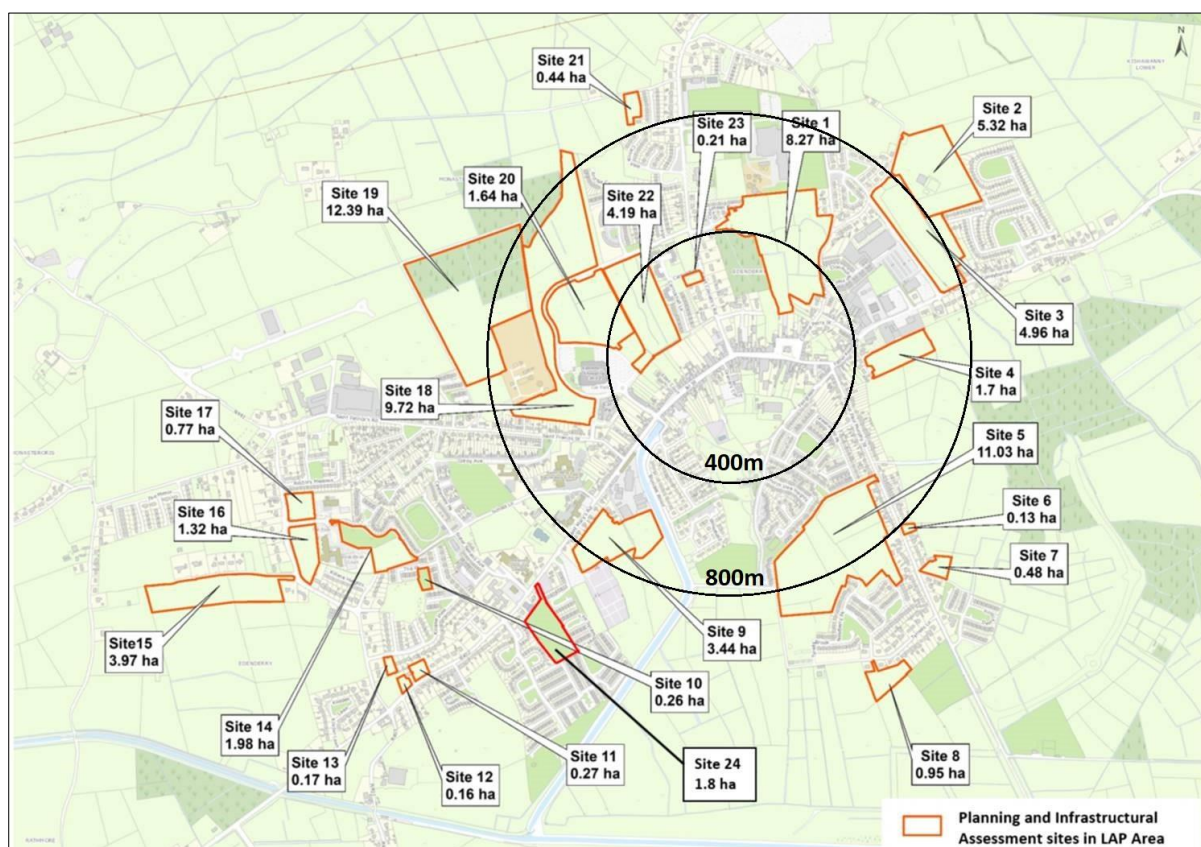 N
Site 21
0.44 ha
Site 2
5.32 ha
Site 23
0.21 ha
Site 1
8.27 ha
Site 20
1.64 ha
Site 22
4.19 ha
Site 19
12.39 ha
Site 3
4.96 ha
Site 4
1.7 ha
Site 18
9.72 ha
Site 17
0.77 ha
400m
Site 5
11.03 ha
Site 16
1.32 ha
Site 6
0.13 ha
800m
Site 7
0.48 ha
Site15
3.97 ha
Site 9
3.44 ha
EDENDERRY
Site 10
0.26 ha
Site 14
1.98 ha
Site 13
0.17 ha
Site 12
0.16 ha
Site 11
0.27 ha
Site 24
1.8 ha
Site 8
0.95 ha
Planning and Infrastructural
Assessment sites in LAP Area